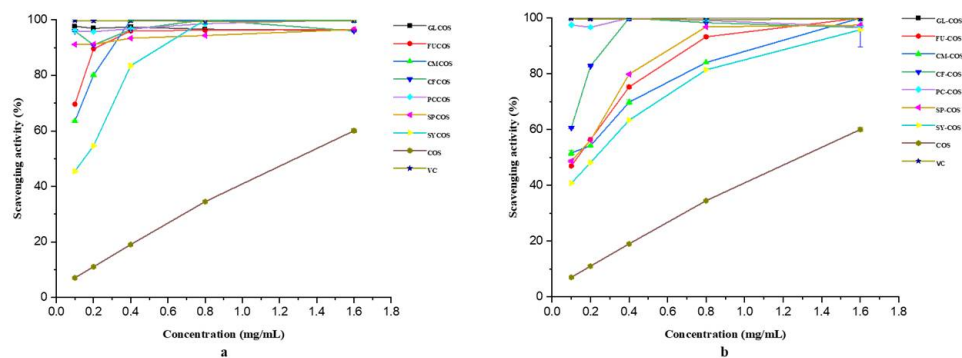 Scavenging activity (%)
100
80
60
40
20
0
0.0 0.2 0.4 0.6 0.8 1.0 1.2 1.4 1.6 1.8
Concentration (mg/mL)
GL-COS
FUCOS
CMCOS
CFCOS
PCCOS
SPCOS
SYCOS
COS
VC
a
Scavenging activity (%)
100
80
60
40
20
0
0.0 0.2 0.4 0.6 0.8 1.0 1.2 1.4 1.6 1.8
Concentration (mg/mL)
GL-COS
FU-COS
CM-COS
CF-COS
PC-COS
SP-COS
SY-COS
COS
VC
b